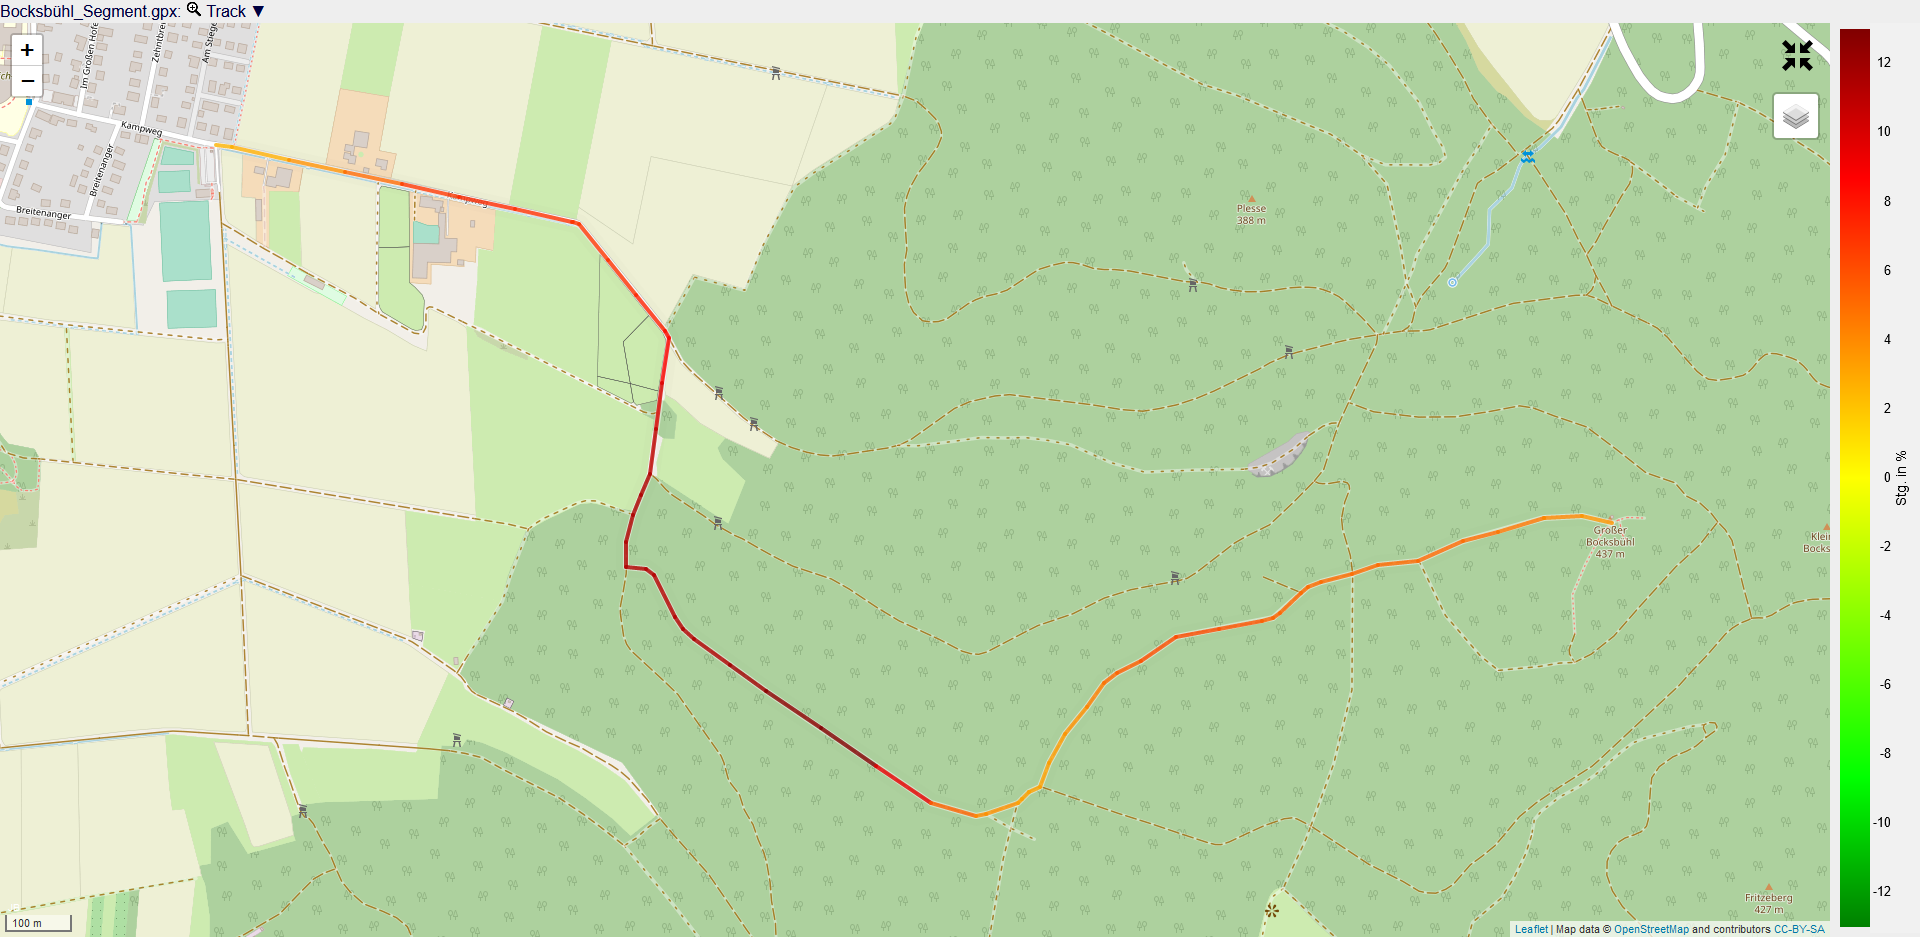 Bocksbühl_Segment.gpx: Track ▼
+
−
Im Großen Hofe
Zehntbre
Am Stieg
Kampweg
Breitenanger
Breitenanger
Plesse
388 m
Großer
Bocksbühl
437 m
Klein
Bocks
Fritzeberg
427 m
100 m
12
10
8
6
4
2
0
-2
-4
-6
-8
-10
-12
Stg. in %
Leaflet | Map data © OpenStreetMap and contributors CC-BY-SA